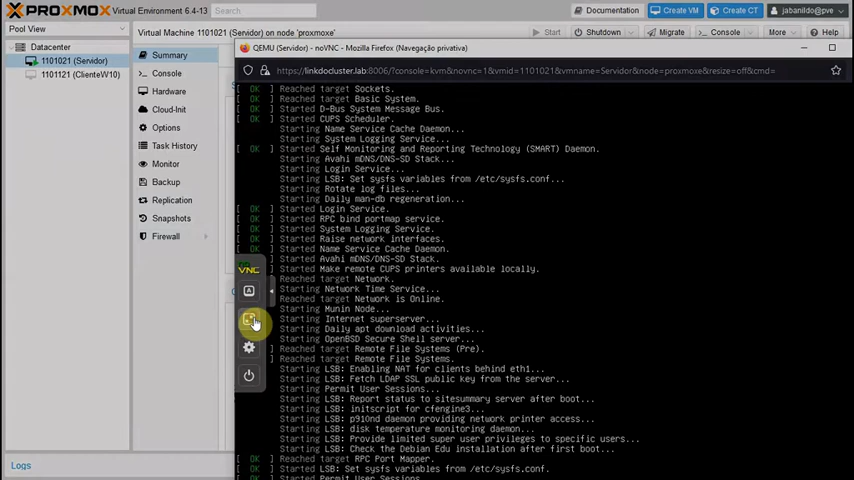 PROXMOX Virtual Environment 6.4-13 Search Documentation Create VM Create CT jabanildo@pve
Pool View
Virtual Machine 1101021 (Servidor) on node 'proxmoxe' Start Shutdown Migrate Console More Help
Datacenter
1101021 (Servidor)
1101121 (ClienteW10)
Summary
Console
Hardware
Cloud-Init
Options
Task History
Monitor
Backup
Replication
Snapshots
Firewall
Logs
QEMU (Servidor) - noVNC - Mozilla Firefox (Navegação privativa)
https://linkdocluster.lab:8006/?console=kvm&novnc=1&vmid=1101021&vmname=Servidor&node=proxmoxe&resize=off&cmd=
[ OK ] Reached target Sockets.
[ OK ] Reached target Basic System.
[ OK ] Started D-Bus System Message Bus.
[ OK ] Started CUPS Scheduler.
Starting Name Service Cache Daemon...
Starting System Logging Service...
[ OK ] Started Self Monitoring and Reporting Technology (SMART) Daemon.
Starting Avahi mDNS/DNS-SD Stack...
Starting Login Service...
Starting LSB: Set sysfs variables from /etc/sysfs.conf...
Starting Rotate log files...
Starting Daily man-db regeneration...
[ OK ] Started Login Service.
[ OK ] Started RPC bind portmap service.
[ OK ] Started System Logging Service.
[ OK ] Started Raise network interfaces.
[ OK ] Started Name Service Cache Daemon.
] Started Avahi mDNS/DNS-SD Stack.
] Started Make remote CUPS printers available locally.
] Reached target Network.
Starting Network Time Service...
] Reached target Network is Online.
Starting Munin Node...
Starting Internet superserver...
Starting Daily apt download activities...
Starting OpenBSD Secure Shell server...
] Reached target Remote File Systems (Pre).
] Reached target Remote File Systems.
Starting LSB: Enabling NAT for clients behind eth1...
Starting LSB: Fetch LDAP SSL public key from the server...
Starting Permit User Sessions...
Starting LSB: Report status to sitesummary server after boot...
Starting LSB: initscript for cfengine3...
Starting LSB: p910nd daemon providing network printer access...
Starting LSB: disk temperature monitoring daemon...
Starting LSB: Provide limited super user privileges to specific users...
Starting LSB: Check the Debian Edu installation after first boot...
[ OK ] Reached target RPC Port Mapper.
[ OK ] Started LSB: Set sysfs variables from /etc/sysfs.conf.
[ OK ] Started Permit User Sessions.
noVNC
A